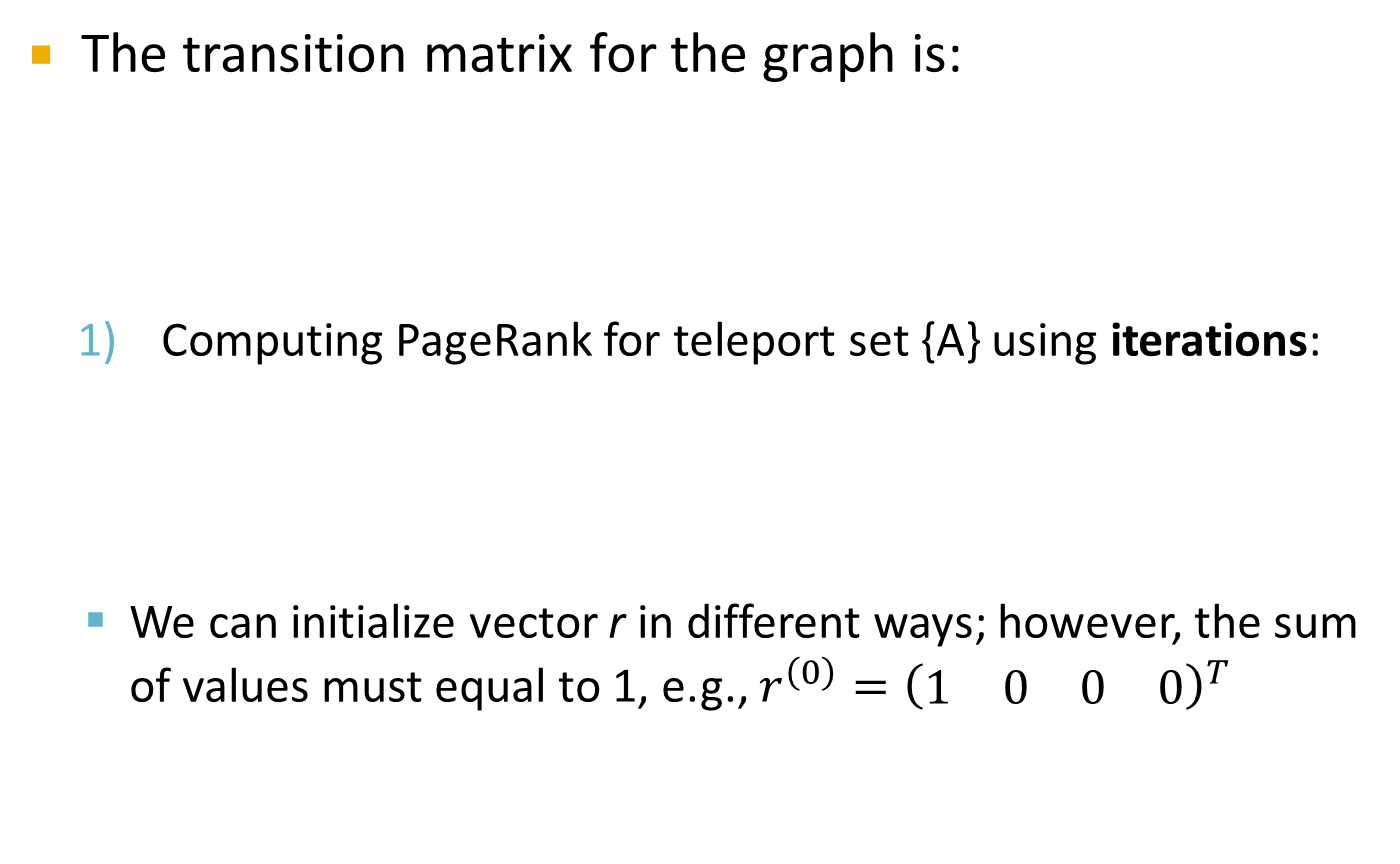 ▪ The transition matrix for the graph is:
1) Computing PageRank for teleport set {A} using iterations:
▪ We can initialize vector r in different ways; however, the sum
of values must equal to 1, e.g., r⁽⁰⁾ = (1 0 0 0)ᵀ